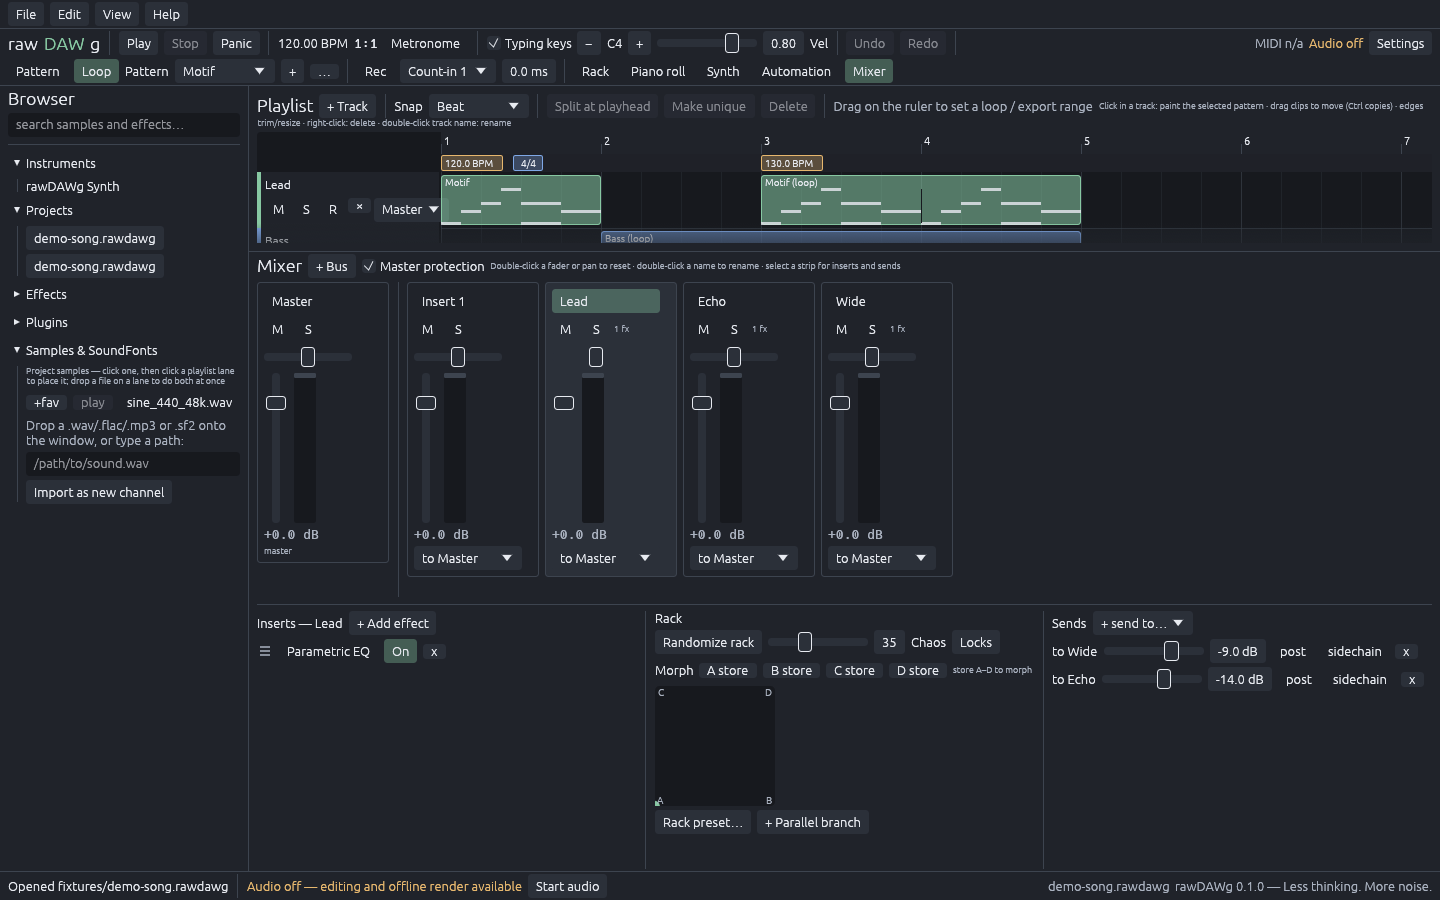 File Edit View Help
raw DAW g Play Stop Panic 120.00 BPM 1:1 Metronome Typing keys − C4 + 0.80 Vel Undo Redo MIDI n/a Audio off Settings
Pattern Loop Pattern Motif + ... Rec Count-in 1 0.0 ms Rack Piano roll Synth Automation Mixer
Browser
search samples and effects...
Instruments
rawDAWg Synth
Projects
demo-song.rawdawg
demo-song.rawdawg
Effects
Plugins
Samples & SoundFonts
Project samples — click one, then click a playlist lane
to place it; drop a file on a lane to do both at once
+fav play sine_440_48k.wav
Drop a .wav/.flac/.mp3 or .sf2 onto
the window, or type a path:
/path/to/sound.wav
Import as new channel
Playlist + Track Snap Beat Split at playhead Make unique Delete Drag on the ruler to set a loop / export range Click in a track: paint the selected pattern · drag clips to move (Ctrl copies) · edges
trim/resize · right-click: delete · double-click track name: rename
1 2 3 4 5 6 7
120.0 BPM 4/4 130.0 BPM
Lead Motif Motif (loop)
M S R × Master
Bass Bass (loop)
Mixer + Bus Master protection Double-click a fader or pan to reset · double-click a name to rename · select a strip for inserts and sends
Master Insert 1 Lead Echo Wide
M S M S M S 1 fx M S 1 fx M S 1 fx
+0.0 dB +0.0 dB +0.0 dB +0.0 dB +0.0 dB
master to Master to Master to Master to Master
Inserts — Lead + Add effect
Parametric EQ On x
Rack
Randomize rack 35 Chaos Locks
Morph A store B store C store D store store A–D to morph
C D
A B
Rack preset... + Parallel branch
Sends + send to...
to Wide -9.0 dB post sidechain x
to Echo -14.0 dB post sidechain x
Opened fixtures/demo-song.rawdawg Audio off — editing and offline render available Start audio demo-song.rawdawg rawDAWg 0.1.0 — Less thinking. More noise.